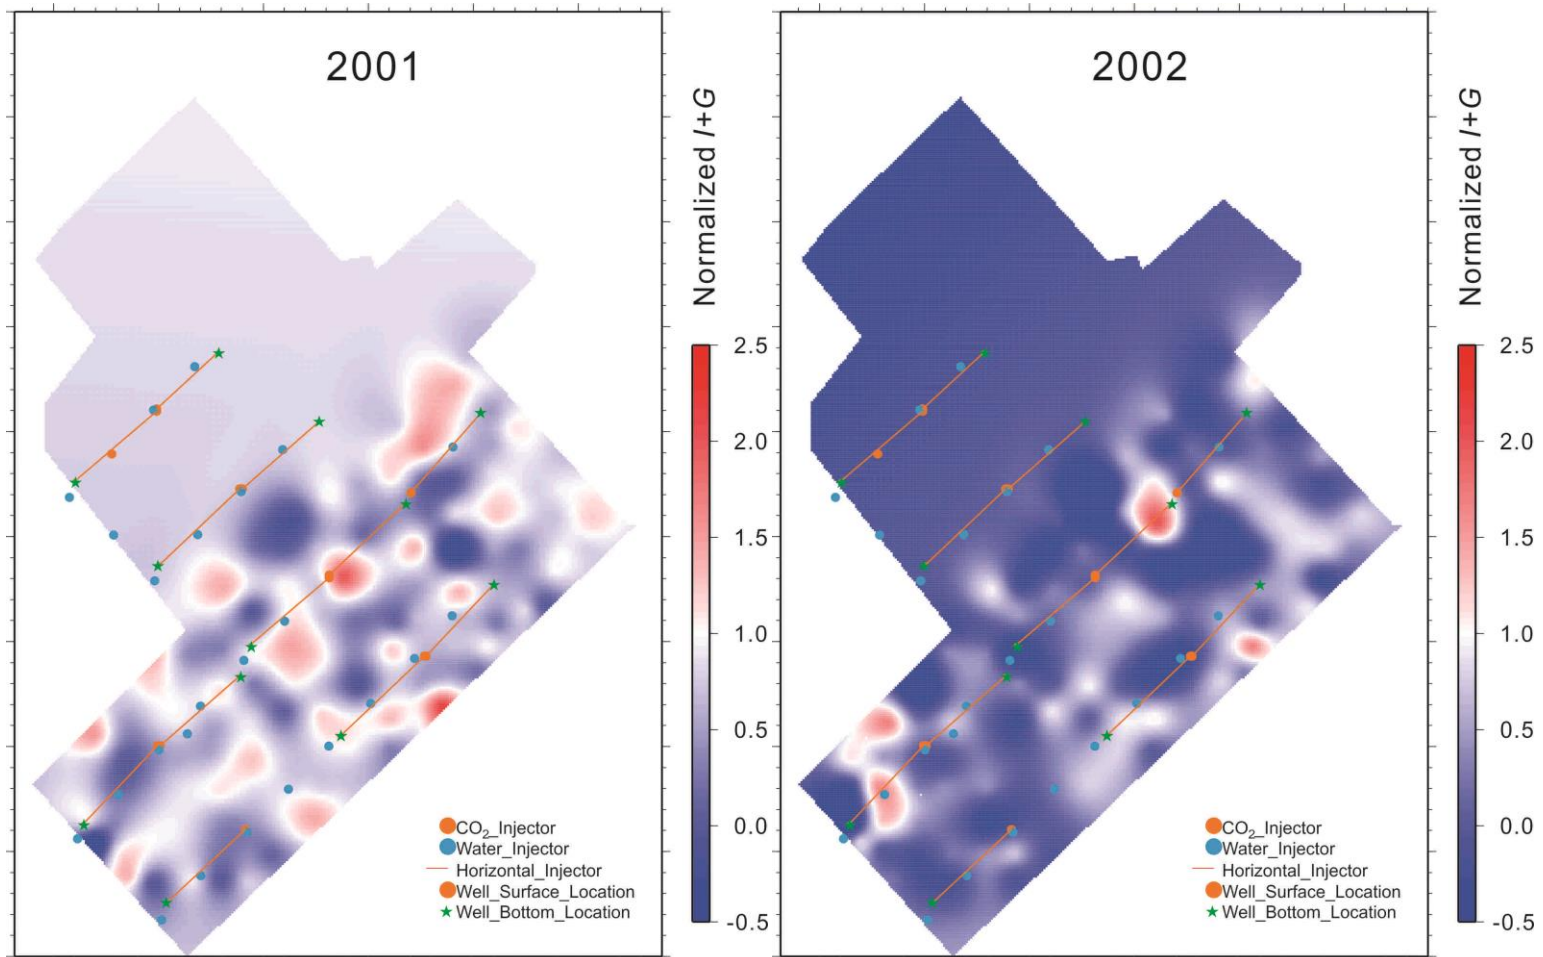 2001
Normalized I+G
2.5
2.0
1.5
1.0
0.5
0.0
-0.5
CO₂_Injector
Water_Injector
Horizontal_Injector
Well_Surface_Location
Well_Bottom_Location
2002
Normalized I+G
2.5
2.0
1.5
1.0
0.5
0.0
-0.5
CO₂_Injector
Water_Injector
Horizontal_Injector
Well_Surface_Location
Well_Bottom_Location